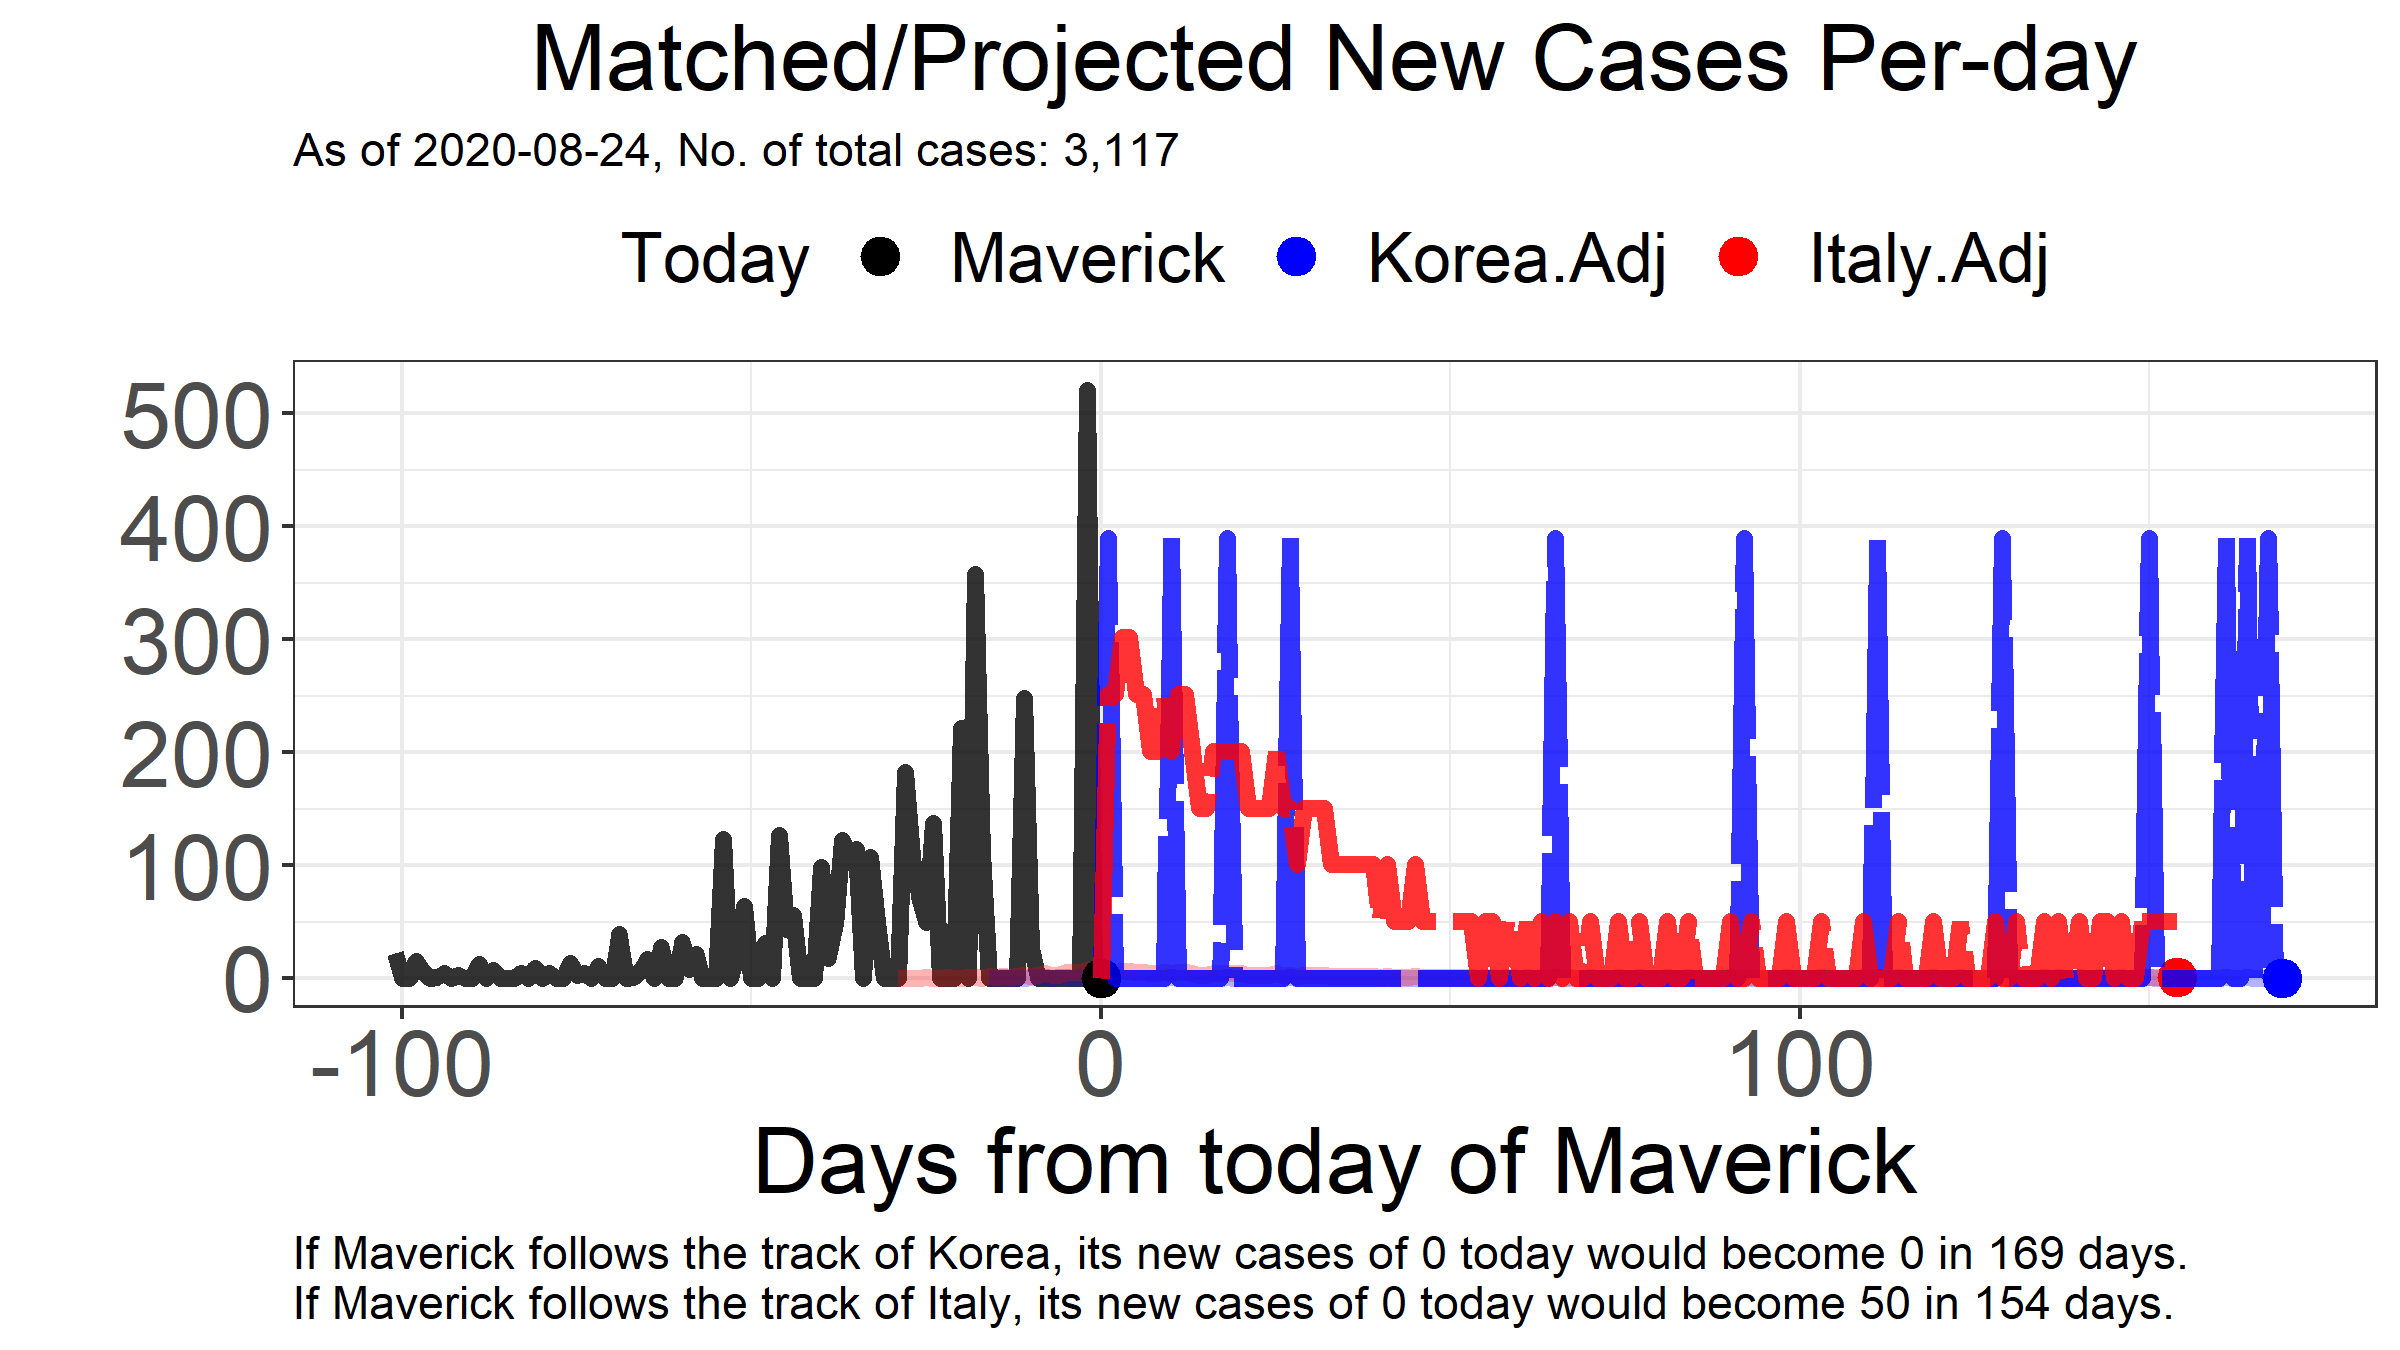 Matched/Projected New Cases Per-day
As of 2020-08-24, No. of total cases: 3,117
Today Maverick Korea.Adj Italy.Adj
500
400
300
200
100
0
-100 0 100
Days from today of Maverick
If Maverick follows the track of Korea, its new cases of 0 today would become 0 in 169 days.
If Maverick follows the track of Italy, its new cases of 0 today would become 50 in 154 days.